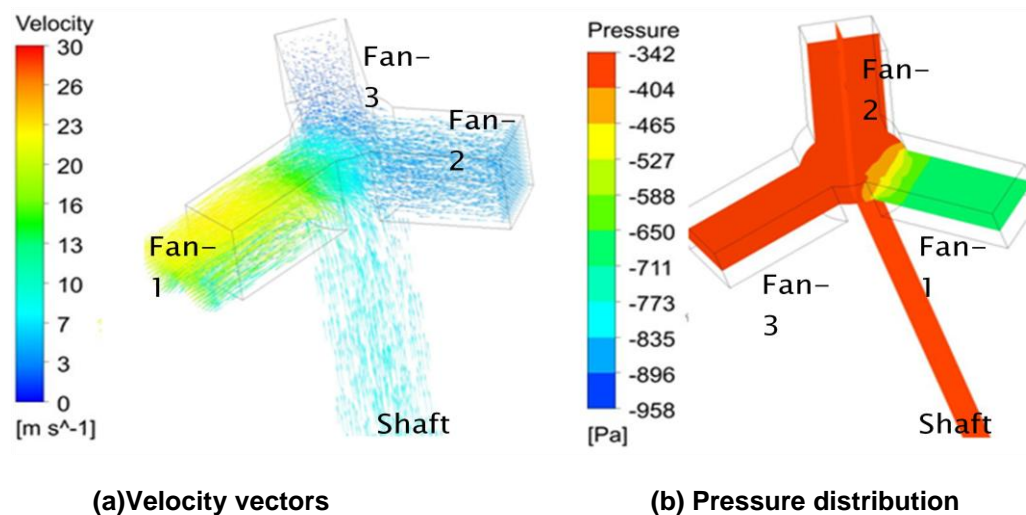 Velocity
30
26
23
20
16
13
10
7
3
0
[m s^-1]
Fan-
3
Fan-
2
Fan-
1
Shaft
Pressure
-342
-404
-465
-527
-588
-650
-711
-773
-835
-896
-958
[Pa]
Fan-
2
Fan-
1
Fan-
3
Shaft
(a)Velocity vectors
(b) Pressure distribution